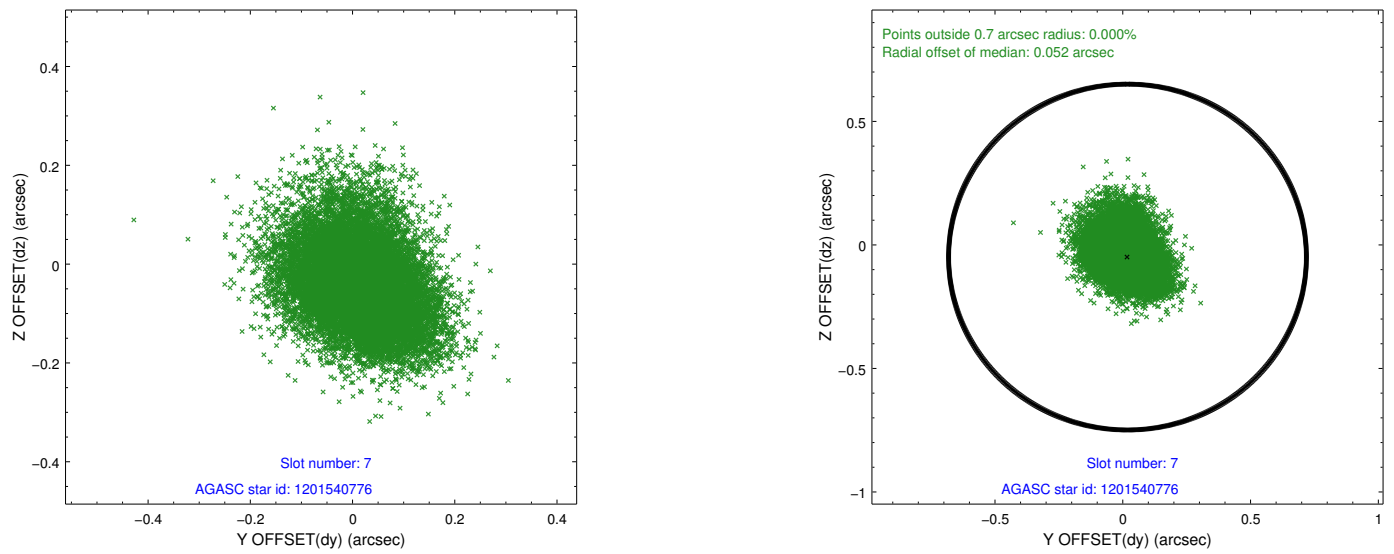 0.4
0.2
0
−0.2
−0.4
Z OFFSET(dz) (arcsec)
Slot number: 7
AGASC star id: 1201540776
−0.4
−0.2
0
0.2
0.4
Y OFFSET(dy) (arcsec)
Points outside 0.7 arcsec radius: 0.000%
Radial offset of median: 0.052 arcsec
0.5
0
−0.5
−1
Z OFFSET(dz) (arcsec)
Slot number: 7
AGASC star id: 1201540776
−0.5
0
0.5
1
Y OFFSET(dy) (arcsec)